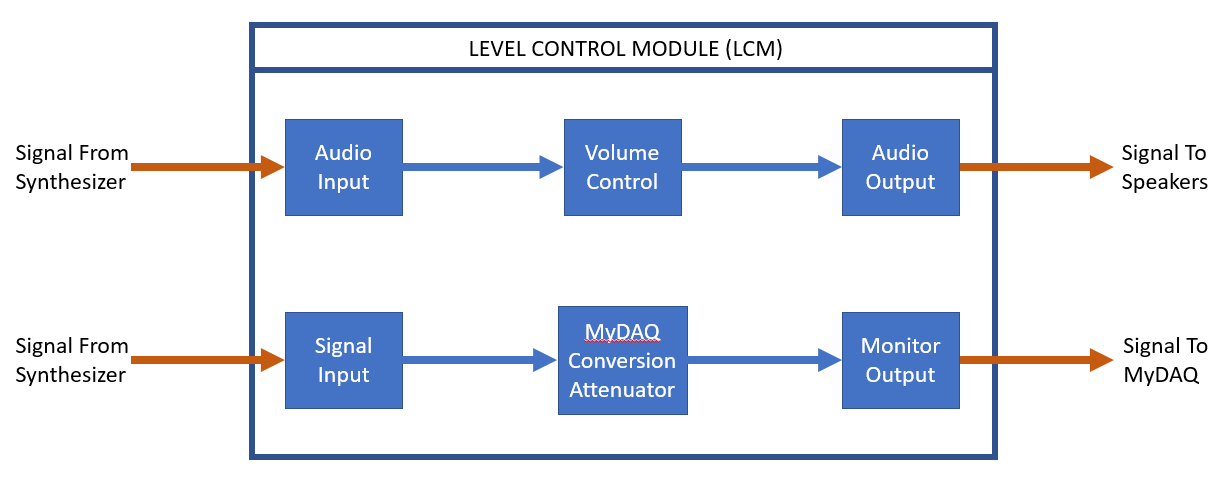 LEVEL CONTROL MODULE (LCM)
Signal From
Synthesizer
Audio
Input
Volume
Control
Audio
Output
Signal To
Speakers
Signal From
Synthesizer
Signal
Input
MyDAQ
Conversion
Attenuator
Monitor
Output
Signal To
MyDAQ